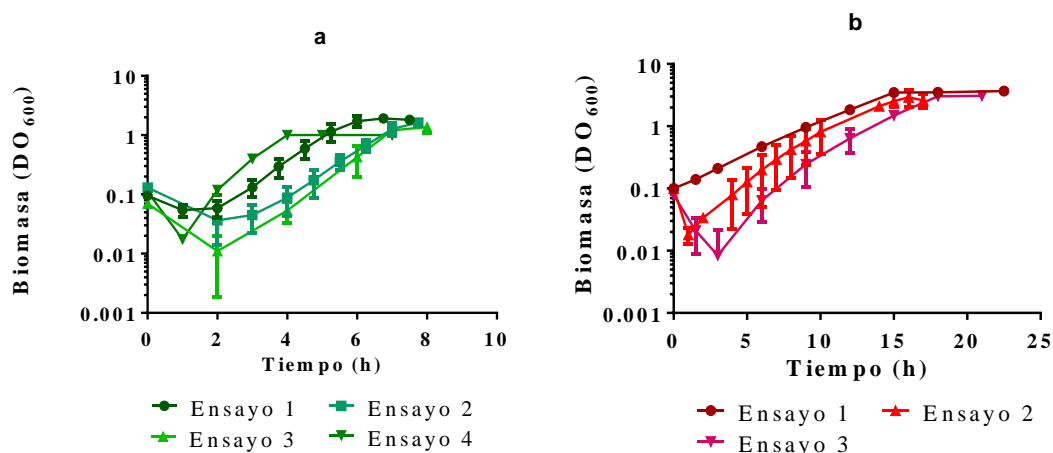 a
Biomasa (DO600)
10
1
0.1
0.01
0.001
0 2 4 6 8 10
Tiempo (h)
Ensayo 1 Ensayo 2
Ensayo 3 Ensayo 4
b
Biomasa (DO600)
10
1
0.1
0.01
0.001
0 5 10 15 20 25
Tiempo (h)
Ensayo 1 Ensayo 2
Ensayo 3